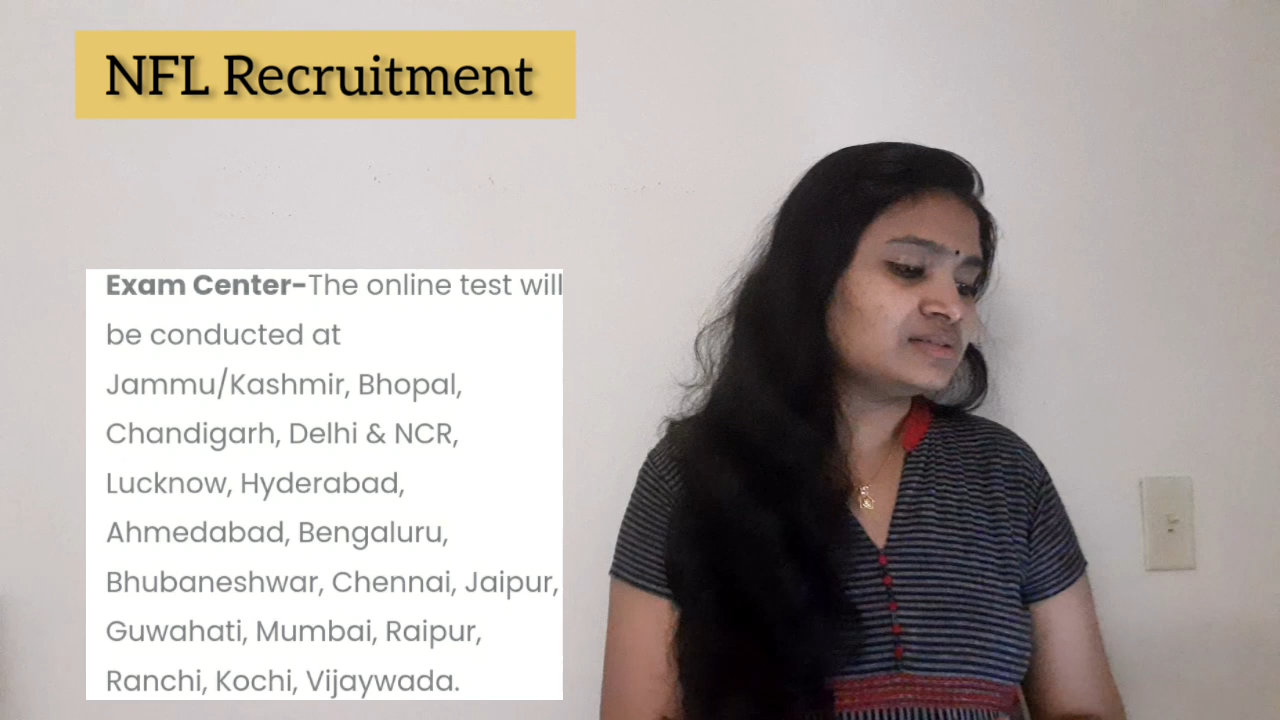 NFL Recruitment
Exam Center-The online test will
be conducted at
Jammu/Kashmir, Bhopal,
Chandigarh, Delhi & NCR,
Lucknow, Hyderabad,
Ahmedabad, Bengaluru,
Bhubaneshwar, Chennai, Jaipur,
Guwahati, Mumbai, Raipur,
Ranchi, Kochi, Vijaywada.